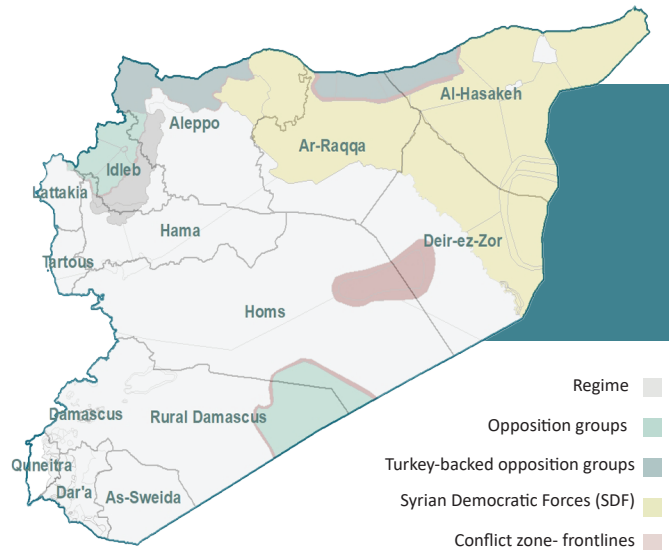 Al-Hasakeh
Aleppo
Ar-Raqqa
Idleb
Lattakia
Hama
Deir-ez-Zor
Tartous
Homs
Damascus
Rural Damascus
Quneitra
Dar'a
As-Sweida
Regime
Opposition groups
Turkey-backed opposition groups
Syrian Democratic Forces (SDF)
Conflict zone- frontlines